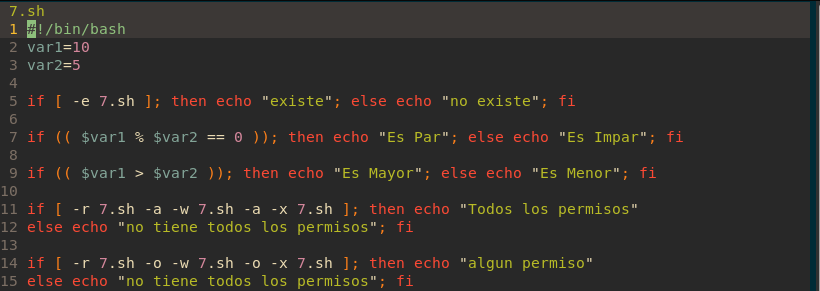 7.sh
1 #!/bin/bash
2 var1=10
3 var2=5
4
5 if [ -e 7.sh ]; then echo "existe"; else echo "no existe"; fi
6
7 if (( $var1 % $var2 == 0 )); then echo "Es Par"; else echo "Es Impar"; fi
8
9 if (( $var1 > $var2 )); then echo "Es Mayor"; else echo "Es Menor"; fi
10
11 if [ -r 7.sh -a -w 7.sh -a -x 7.sh ]; then echo "Todos los permisos"
12 else echo "no tiene todos los permisos"; fi
13
14 if [ -r 7.sh -o -w 7.sh -o -x 7.sh ]; then echo "algun permiso"
15 else echo "no tiene todos los permisos"; fi